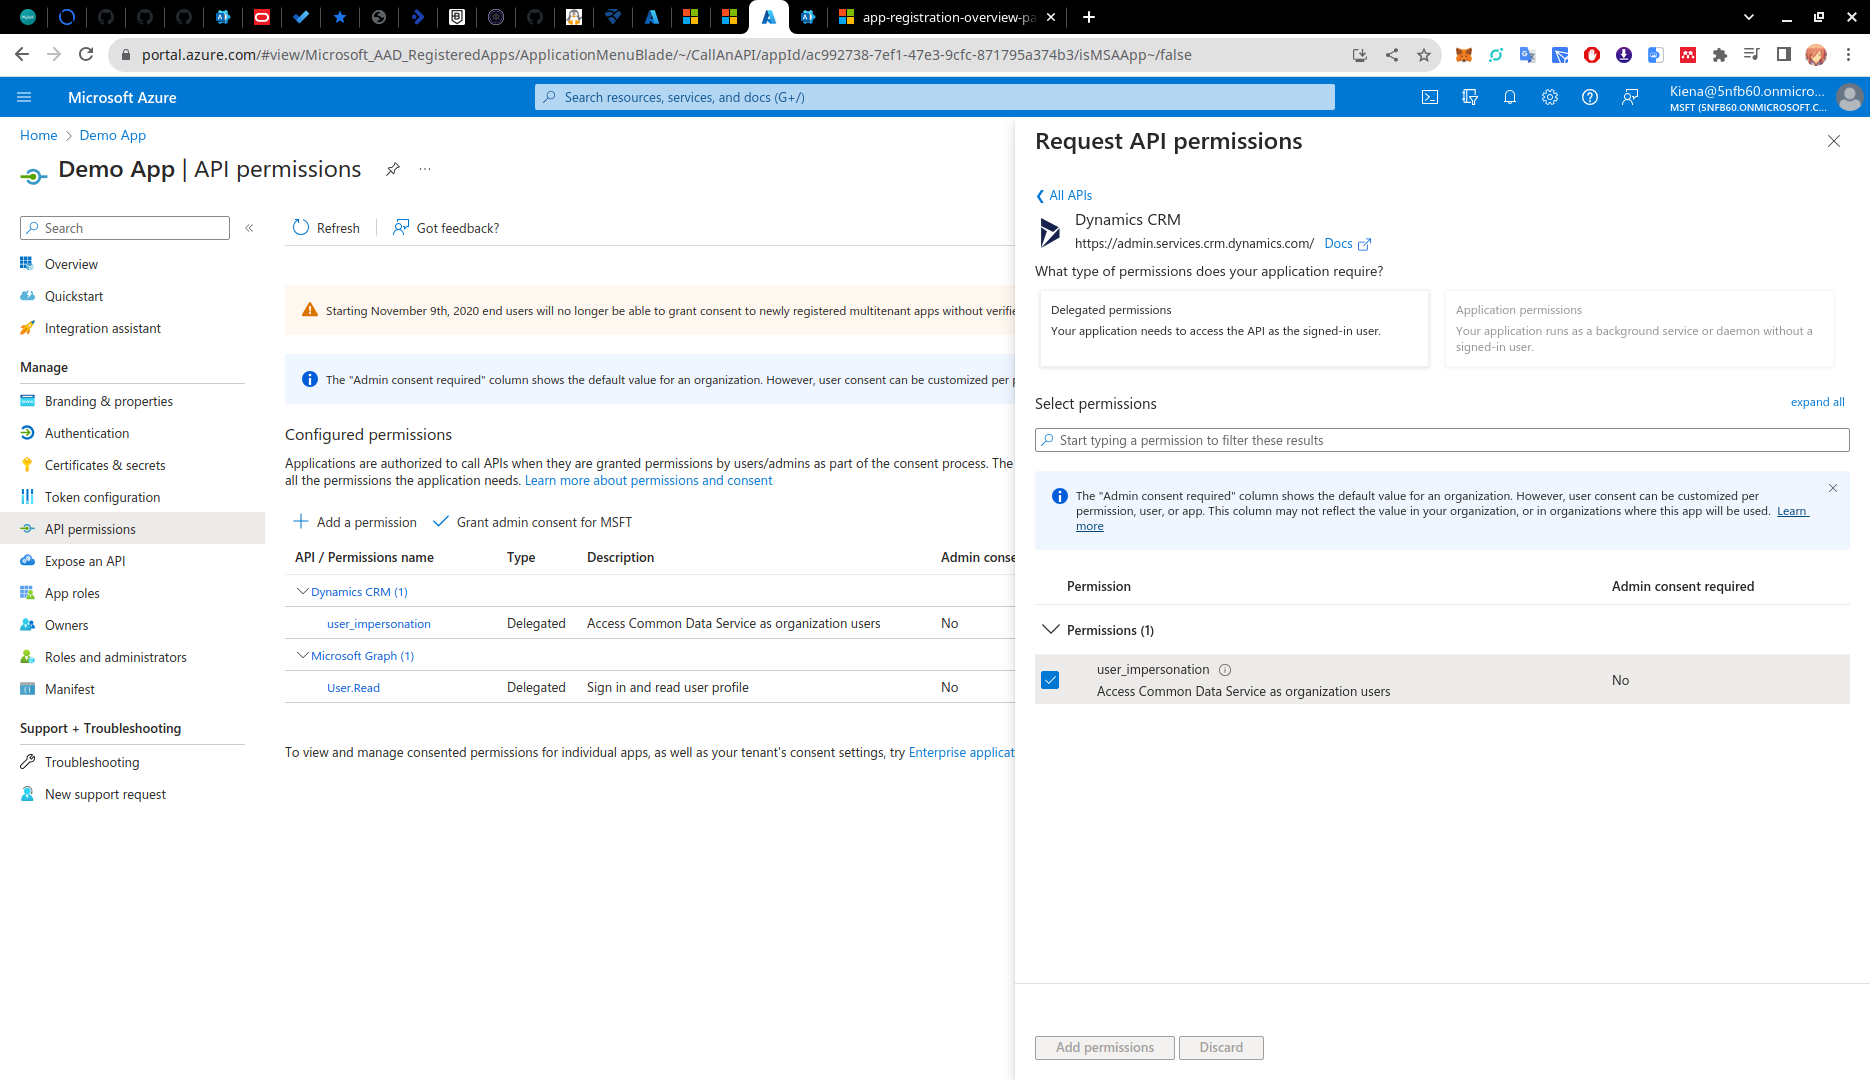 app-registration-overview-pa
portal.azure.com/#view/Microsoft_AAD_RegisteredApps/ApplicationMenuBlade/~/CallAnAPI/appId/ac992738-7ef1-47e3-9cfc-871795a374b3/isMSAApp~/false
Microsoft Azure
Search resources, services, and docs (G+/)
Kiena@5nfb60.onmicro...
MSFT (5NFB60.ONMICROSOFT.C...
Home > Demo App
Demo App | API permissions
Search
Overview
Quickstart
Integration assistant
Manage
Branding & properties
Authentication
Certificates & secrets
Token configuration
API permissions
Expose an API
App roles
Owners
Roles and administrators
Manifest
Support + Troubleshooting
Troubleshooting
New support request
Refresh
Got feedback?
Starting November 9th, 2020 end users will no longer be able to grant consent to newly registered multitenant apps without verifie
The "Admin consent required" column shows the default value for an organization. However, user consent can be customized per p
Configured permissions
Applications are authorized to call APIs when they are granted permissions by users/admins as part of the consent process. The
all the permissions the application needs. Learn more about permissions and consent
Add a permission
Grant admin consent for MSFT
API / Permissions name Type Description Admin conse
Dynamics CRM (1)
user_impersonation Delegated Access Common Data Service as organization users No
Microsoft Graph (1)
User.Read Delegated Sign in and read user profile No
To view and manage consented permissions for individual apps, as well as your tenant's consent settings, try Enterprise applicat
Request API permissions
All APIs
Dynamics CRM
https://admin.services.crm.dynamics.com/ Docs
What type of permissions does your application require?
Delegated permissions
Your application needs to access the API as the signed-in user.
Application permissions
Your application runs as a background service or daemon without a
signed-in user.
Select permissions
expand all
Start typing a permission to filter these results
The "Admin consent required" column shows the default value for an organization. However, user consent can be customized per
permission, user, or app. This column may not reflect the value in your organization, or in organizations where this app will be used. Learn
more
Permission Admin consent required
Permissions (1)
user_impersonation
Access Common Data Service as organization users
No
Add permissions
Discard